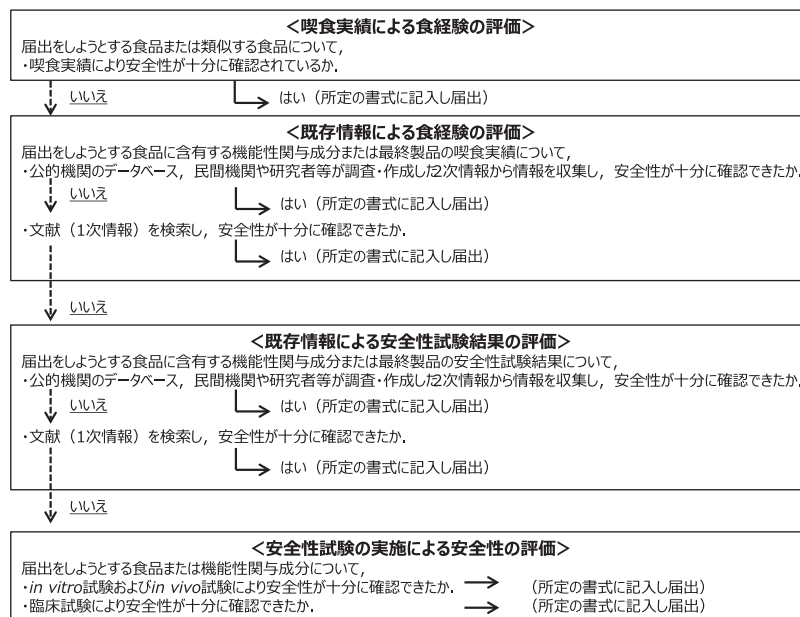 ＜喫食実績による食経験の評価＞
届出をしようとする食品または類似する食品について，
・喫食実績により安全性が十分に確認されているか．
いいえ
はい（所定の書式に記入し届出）
＜既存情報による食経験の評価＞
届出をしようとする食品に含有する機能性関与成分または最終製品の喫食実績について，
・公的機関のデータベース，民間機関や研究者等が調査・作成した2次情報から情報を収集し，安全性が十分に確認できたか．
いいえ
はい（所定の書式に記入し届出）
・文献（1次情報）を検索し，安全性が十分に確認できたか．
はい（所定の書式に記入し届出）
いいえ
＜既存情報による安全性試験結果の評価＞
届出をしようとする食品に含有する機能性関与成分または最終製品の安全性試験結果について，
・公的機関のデータベース，民間機関や研究者等が調査・作成した2次情報から情報を収集し，安全性が十分に確認できたか．
いいえ
はい（所定の書式に記入し届出）
・文献（1次情報）を検索し，安全性が十分に確認できたか．
はい（所定の書式に記入し届出）
いいえ
＜安全性試験の実施による安全性の評価＞
届出をしようとする食品または機能性関与成分について，
・in vitro試験およびin vivo試験により安全性が十分に確認できたか．　（所定の書式に記入し届出）
・臨床試験により安全性が十分に確認できたか．　（所定の書式に記入し届出）